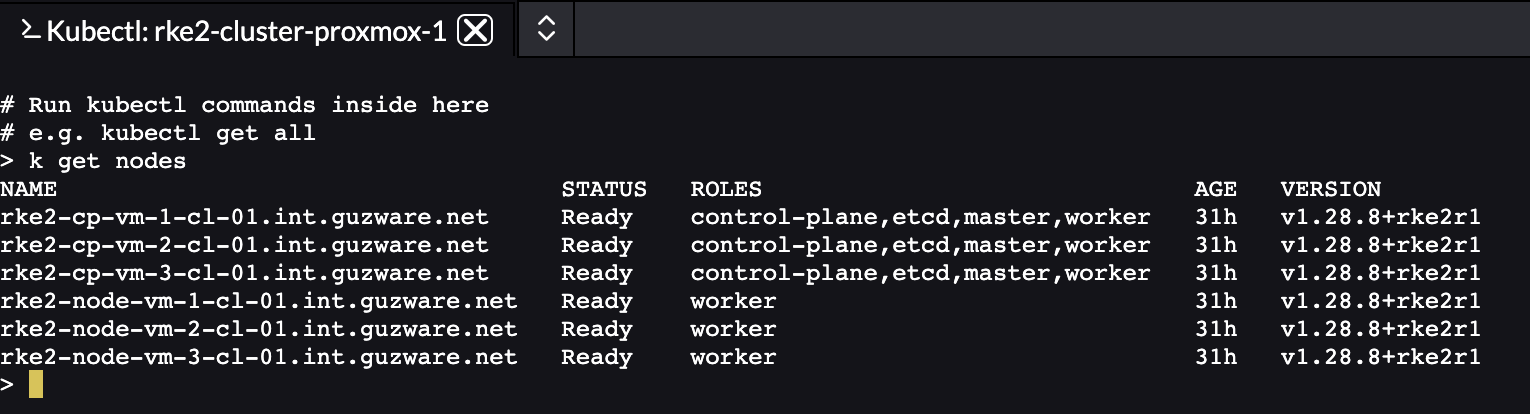 Kubectl: rke2-cluster-proxmox-1
# Run kubectl commands inside here
# e.g. kubectl get all
> k get nodes
NAME STATUS ROLES AGE VERSION
rke2-cp-vm-1-cl-01.int.guzware.net Ready control-plane,etcd,master,worker 31h v1.28.8+rke2r1
rke2-cp-vm-2-cl-01.int.guzware.net Ready control-plane,etcd,master,worker 31h v1.28.8+rke2r1
rke2-cp-vm-3-cl-01.int.guzware.net Ready control-plane,etcd,master,worker 31h v1.28.8+rke2r1
rke2-node-vm-1-cl-01.int.guzware.net Ready worker 31h v1.28.8+rke2r1
rke2-node-vm-2-cl-01.int.guzware.net Ready worker 31h v1.28.8+rke2r1
rke2-node-vm-3-cl-01.int.guzware.net Ready worker 31h v1.28.8+rke2r1
>